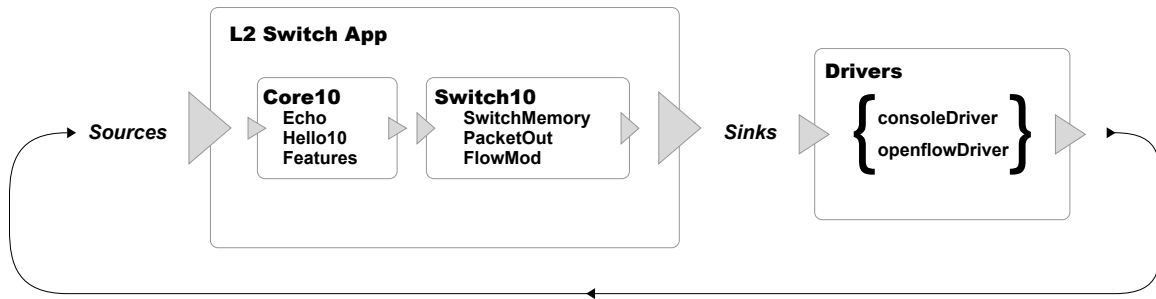 L2 Switch App
Core10
Echo
Hello10
Features
Switch10
SwitchMemory
PacketOut
FlowMod
Sources
Sinks
Drivers
consoleDriver
openflowDriver